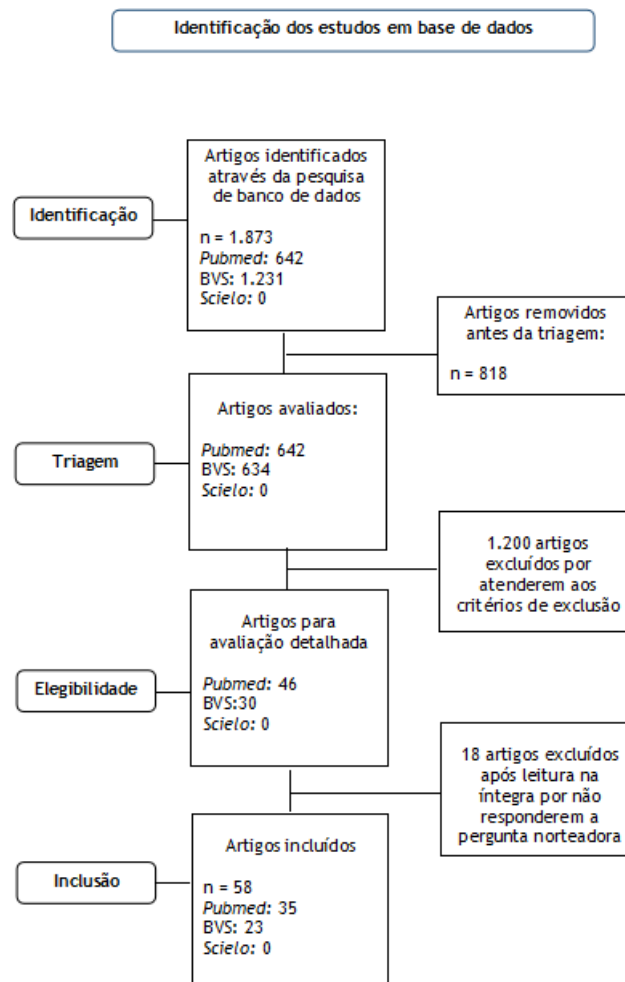 Identificação dos estudos em base de dados
Artigos identificados
através da pesquisa
de banco de dados
n = 1.873
Pubmed: 642
BVS: 1.231
Scielo: 0
Identificação
Artigos removidos
antes da triagem:
n = 818
Artigos avaliados:
Pubmed: 642
BVS: 634
Scielo: 0
Triagem
1.200 artigos
excluídos por
atenderem aos
critérios de exclusão
Artigos para
avaliação detalhada
Pubmed: 46
BVS:30
Scielo: 0
Elegibilidade
18 artigos excluídos
após leitura na
íntegra por não
responderem a
pergunta norteadora
Artigos incluídos
n = 58
Pubmed: 35
BVS: 23
Scielo: 0
Inclusão